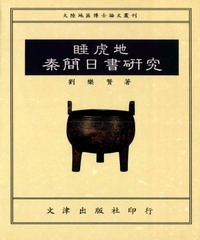 大陸地區博士論文叢刊
睡虎地
秦簡日書研究
劉樂賢 著
文津出版社印行